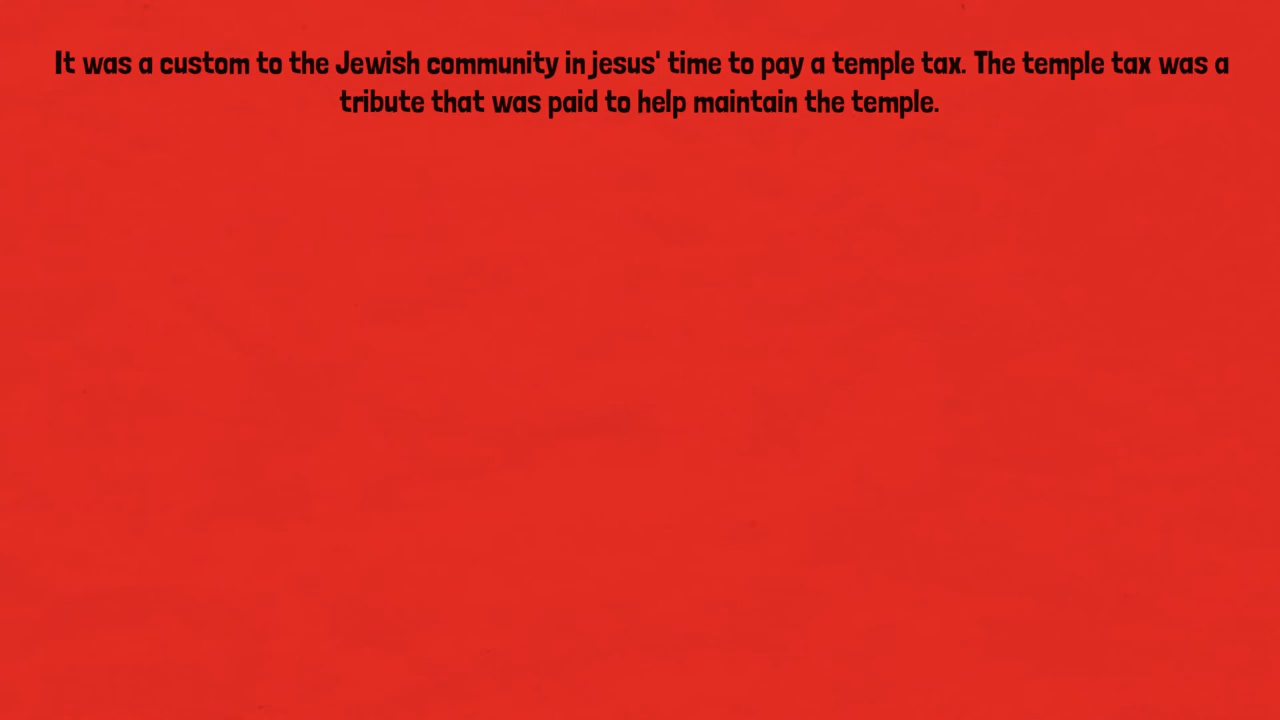 It was a custom to the Jewish community in jesus' time to pay a temple tax. The temple tax was a
tribute that was paid to help maintain the temple.